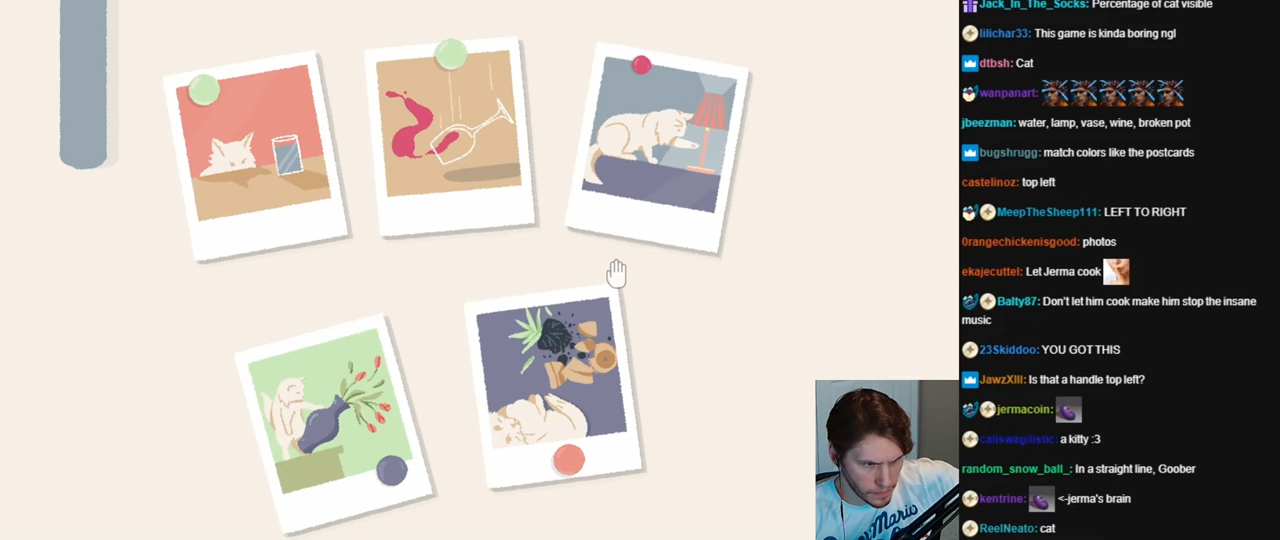 Jack_In_The_Socks: Percentage of cat visible
lilichar33: This game is kinda boring ngl
dtbsh: Cat
wanpanart:
jbeezman: water, lamp, vase, wine, broken pot
bugshrugg: match colors like the postcards
castelinoz: top left
MeepTheSheep111: LEFT TO RIGHT
0rangechickenisgood: photos
ekajecuttel: Let Jerma cook
Balty87: Don't let him cook make him stop the insane
music
23Skiddoo: YOU GOT THIS
JawzXIII: Is that a handle top left?
jermacoin:
caliswagilistic: a kitty :3
random_snow_ball_: In a straight line, Goober
kentrine: <-jerma's brain
ReelNeato: cat